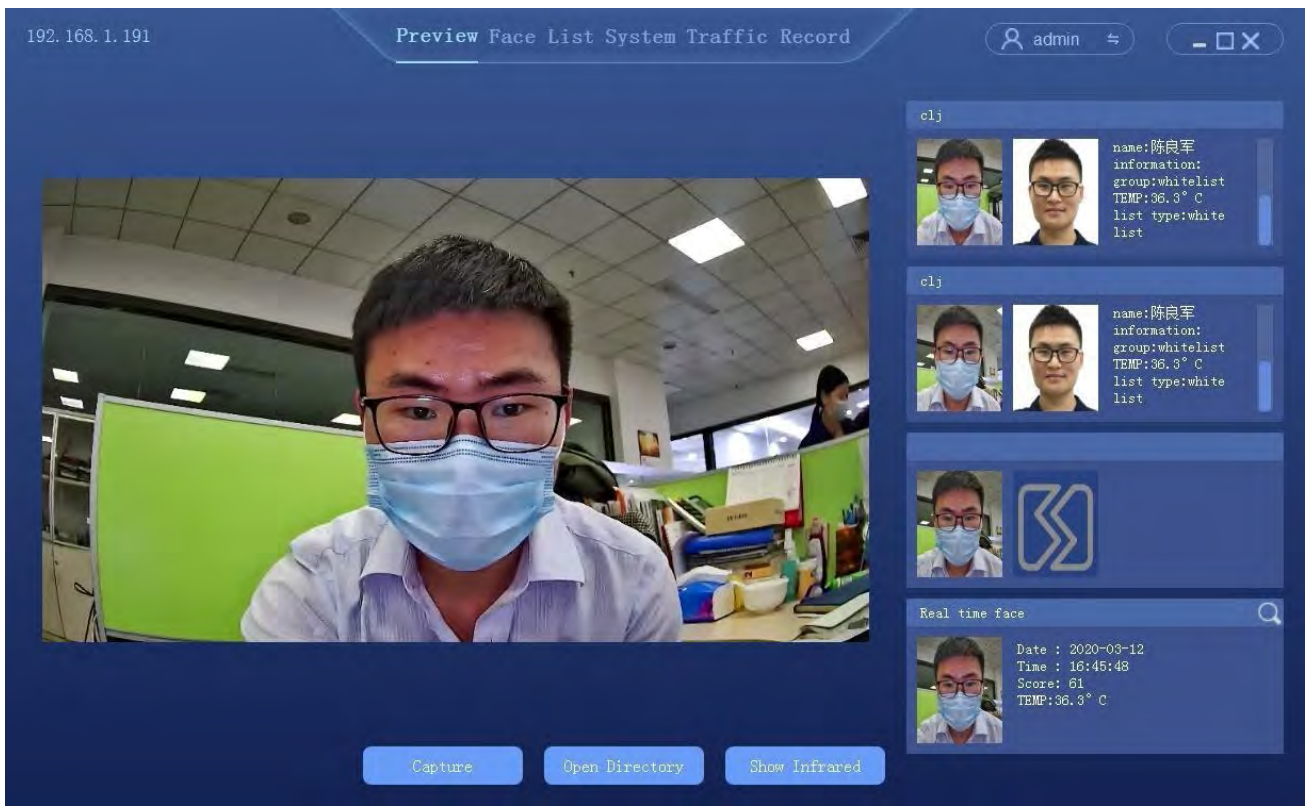 192.168.1.191
Preview Face List System Traffic Record
admin
clj
name:陈良军
information:
group:whitelist
TEMP:36.3°C
list type:white
list
clj
name:陈良军
information:
group:whitelist
TEMP:36.3°C
list type:white
list
Real time face
Date : 2020-03-12
Time : 16:45:48
Score: 61
TEMP:36.3°C
Capture
Open Directory
Show Infrared